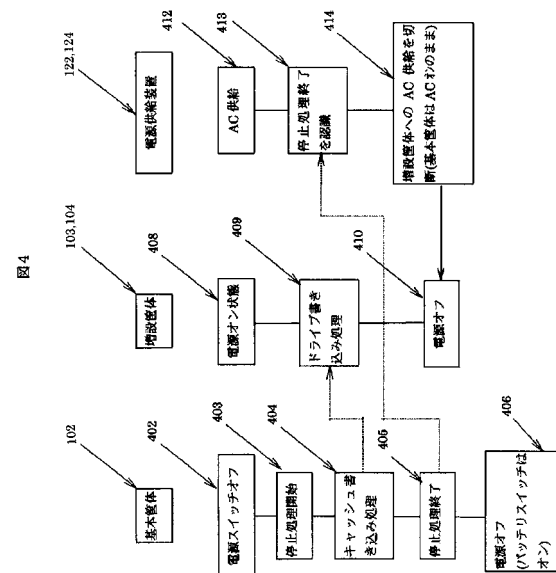 図4
102
基本筐体
402
電源スイッチオフ
403
停止処理開始
404
キャッシュ書
き込み処理
405
停止処理終了
406
電源オフ
(バッテリスイッチは
オン)
103,104
増設筐体
408
電源オン状態
409
ドライブ書き
込み処理
410
電源オフ
122,124
電源供給装置
412
AC 供給
413
停止処理終了
を認識
414
増設筐体への AC 供給を切
断(基本筐体は ACオンのまま)